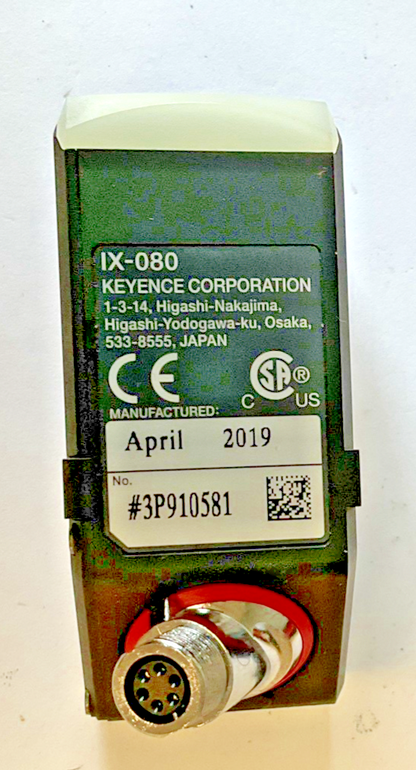 IX-080
KEYENCE CORPORATION
1-3-14, Higashi-Nakajima,
Higashi-Yodogawa-ku, Osaka,
533-8555, JAPAN
CE
SA ®
C US
MANUFACTURED:
April 2019
No.
#3P910581